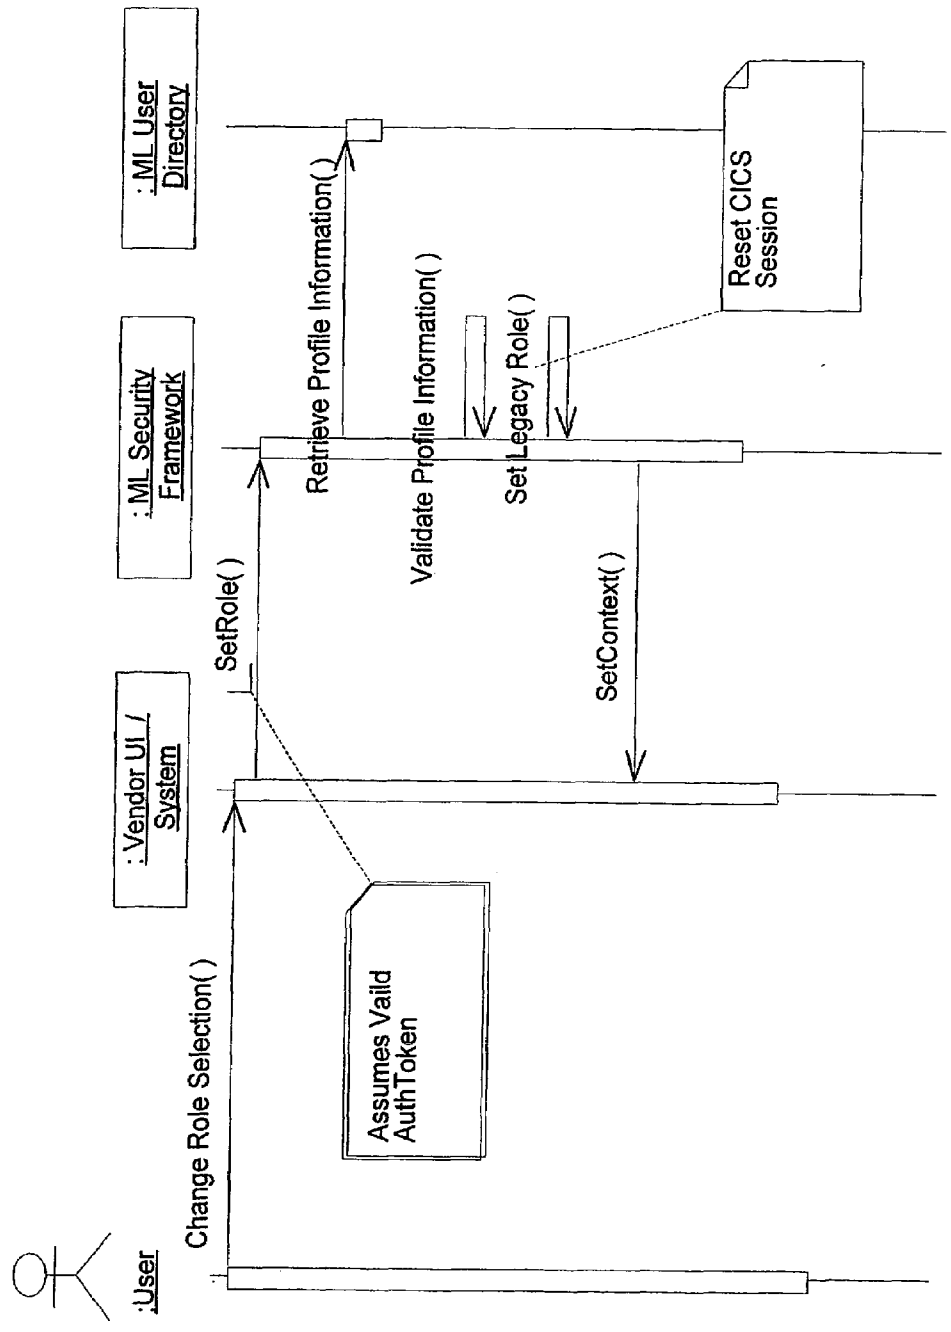 :User
: Vendor UI /
System
: ML Security
Framework
: ML User
Directory
Change Role Selection( )
SetRole( )
Retrieve Profile Information( )
Assumes Vaild
AuthToken
Validate Profile Information( )
Set Legacy Role( )
SetContext( )
Reset CICS
Session